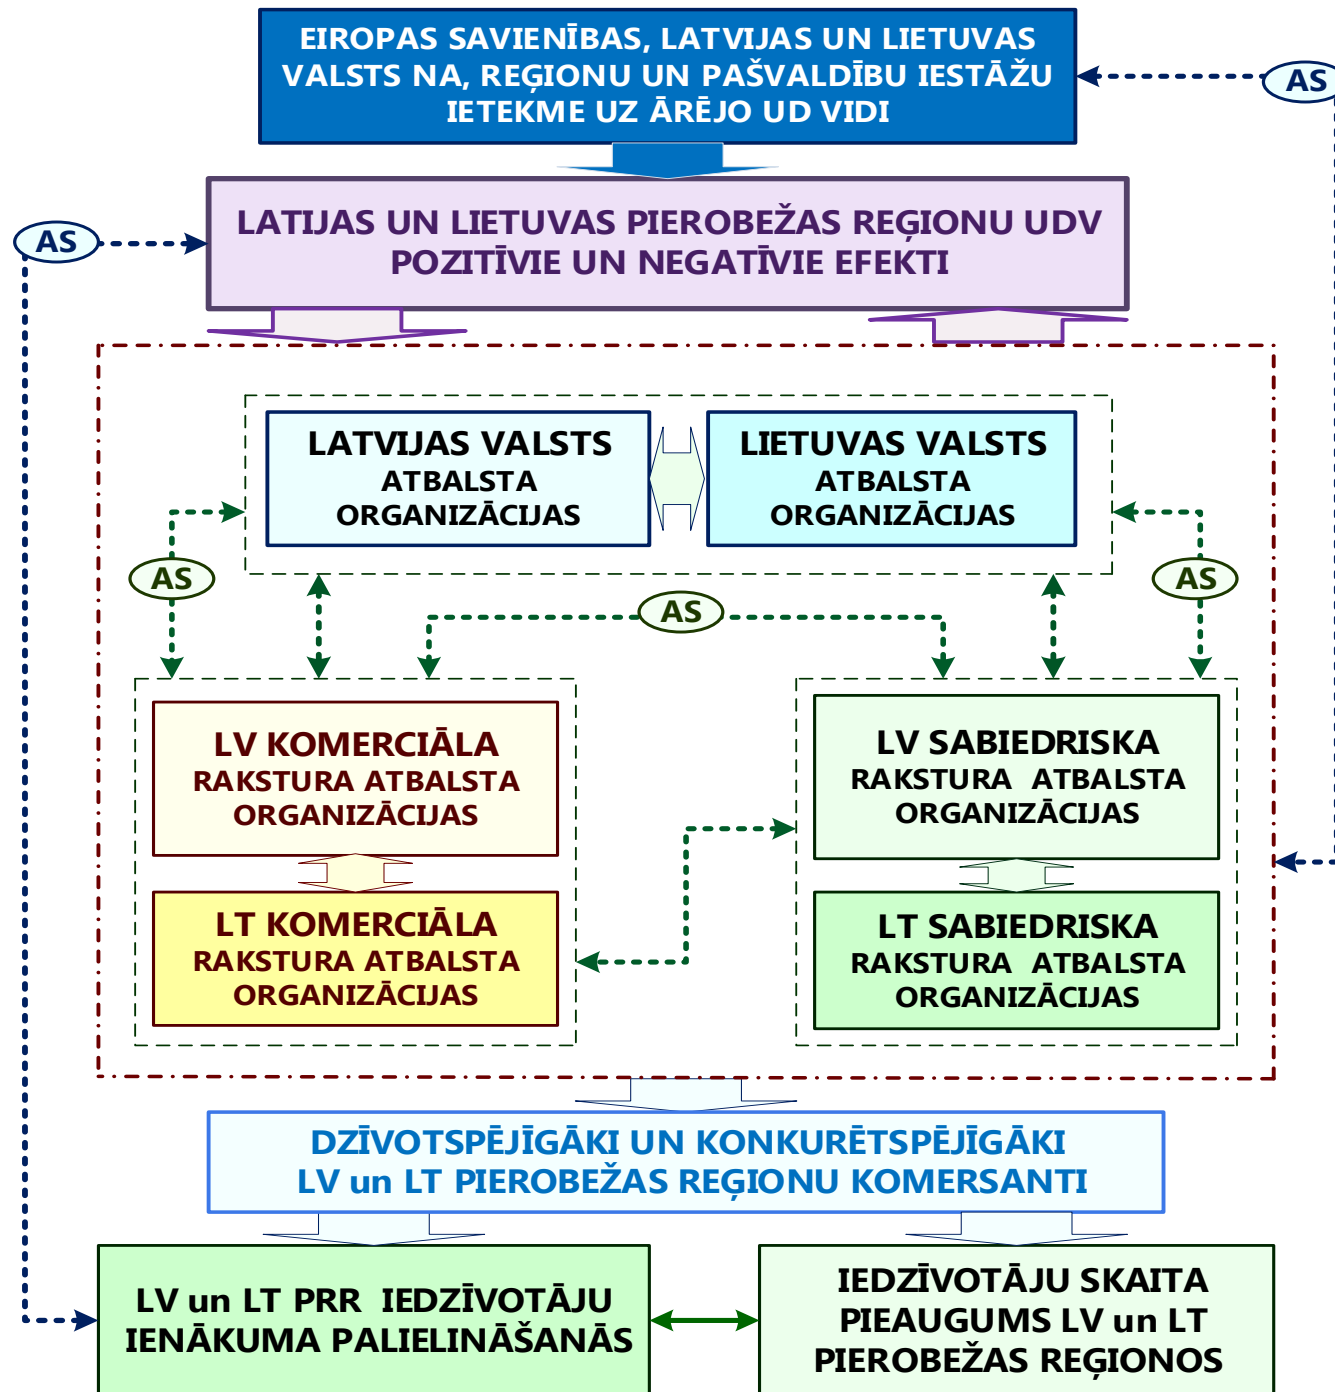 EIROPAS SAVIENĪBAS, LATVIJAS UN LIETUVAS
VALSTS NA, REĢIONU UN PAŠVALDĪBU IESTĀŽU
IETEKME UZ ĀRĒJO UD VIDI
AS
LATIJAS UN LIETUVAS PIEROBEŽAS REĢIONU UDV
POZITĪVIE UN NEGATĪVIE EFEKTI
AS
LATVIJAS VALSTS
ATBALSTA
ORGANIZĀCIJAS
LIETUVAS VALSTS
ATBALSTA
ORGANIZĀCIJAS
AS
AS
AS
LV KOMERCIĀLA
RAKSTURA ATBALSTA
ORGANIZĀCIJAS
LV SABIEDRISKA
RAKSTURA ATBALSTA
ORGANIZĀCIJAS
LT KOMERCIĀLA
RAKSTURA ATBALSTA
ORGANIZĀCIJAS
LT SABIEDRISKA
RAKSTURA ATBALSTA
ORGANIZĀCIJAS
DZĪVOTSPĒJĪGĀKI UN KONKURĒTSPĒJĪGĀKI
LV un LT PIEROBEŽAS REĢIONU KOMERSANTI
LV un LT PRR IEDZĪVOTĀJU
IENĀKUMA PALIELINĀŠANĀS
IEDZĪVOTĀJU SKAITA
PIEAUGUMS LV un LT
PIEROBEŽAS REĢIONOS